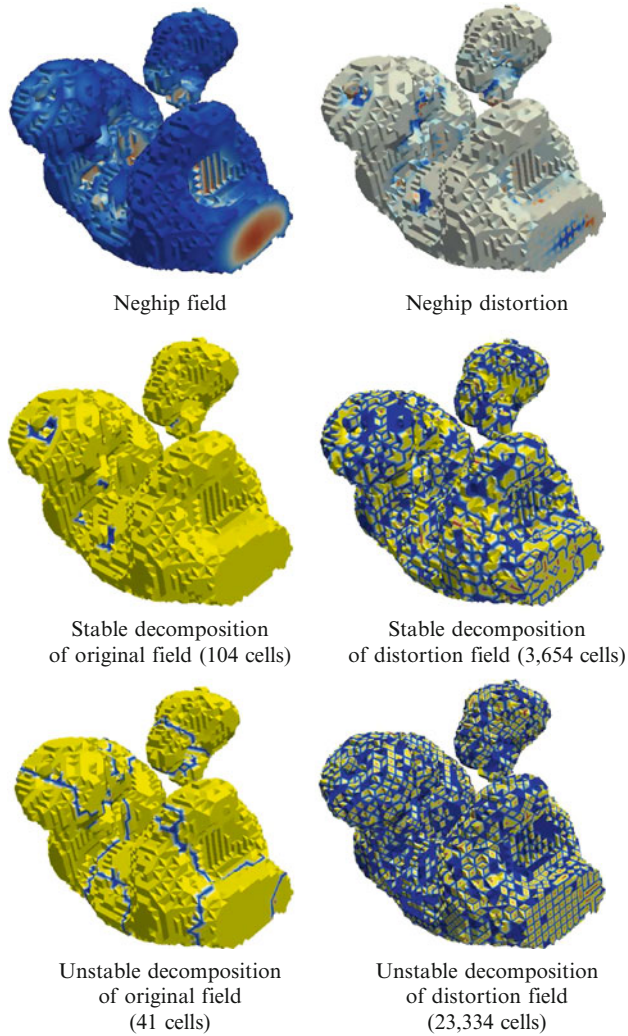 Neghip field
Neghip distortion
Stable decomposition
of original field (104 cells)
Stable decomposition
of distortion field (3,654 cells)
Unstable decomposition
of original field
(41 cells)
Unstable decomposition
of distortion field
(23,334 cells)